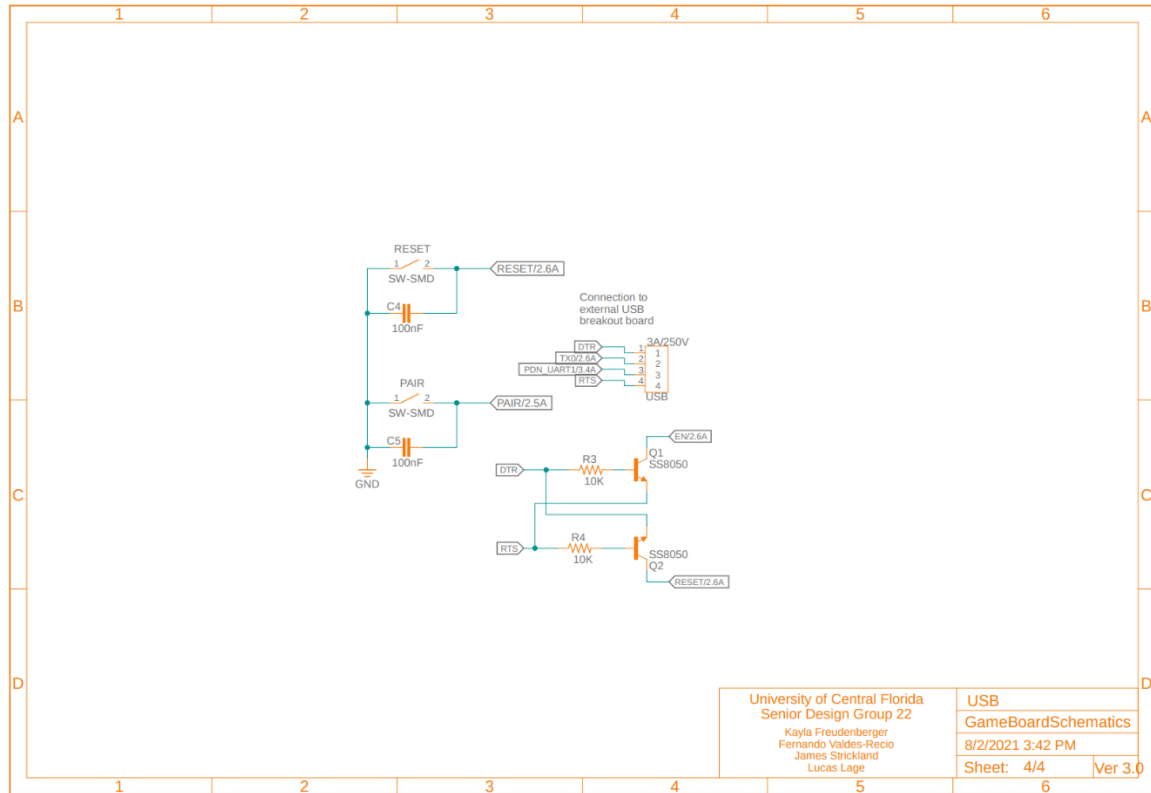 1 2 3 4 5 6
A A
RESET
1 2
RESET/2.6A
SW-SMD
B B
C4
100nF
Connection to
external USB
breakout board
3A/250V
DTR 1 1
TX0/2.6A 2 2
PDN_UART1/3.4A 3 3
RTS 4 4
USB
PAIR
1 2
PAIR/2.5A
SW-SMD
C5
100nF
GND
EN/2.6A
Q1
SS8050
R3
DTR
10K
C C
R4
RTS
10K
SS8050
Q2
RESET/2.6A
D D
University of Central Florida
Senior Design Group 22
Kayla Freudenberger
Fernando Valdes-Recio
James Strickland
Lucas Lage
USB
GameBoardSchematics
8/2/2021 3:42 PM
Sheet: 4/4 Ver 3.0
1 2 3 4 5 6